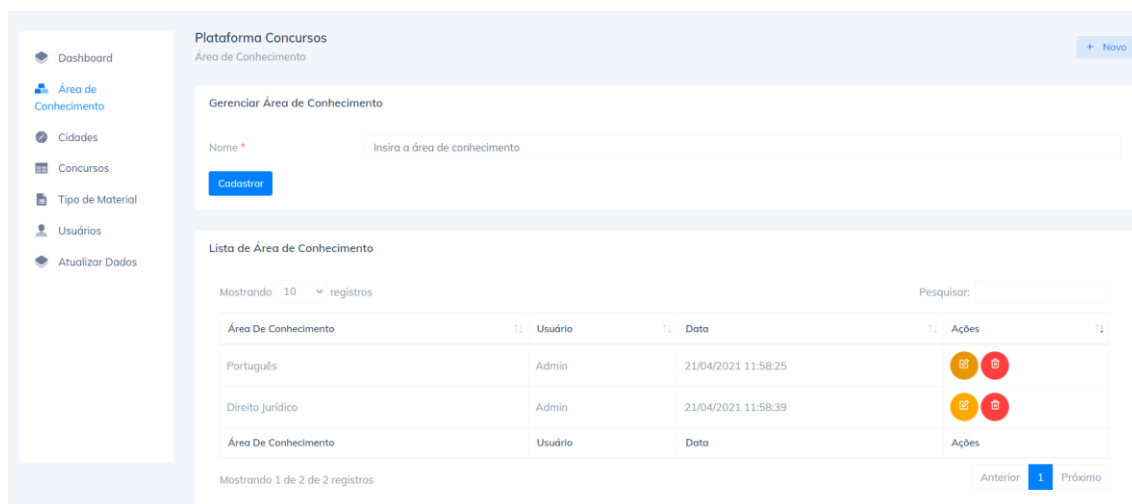 Plataforma Concursos
Área de Conhecimento
+ Novo
Dashboard
Área de
Conhecimento
Cidades
Concursos
Tipo de Material
Usuários
Atualizar Dados
Gerenciar Área de Conhecimento
Nome * Insira a área de conhecimento
Cadastrar
Lista de Área de Conhecimento
Mostrando 10 registros Pesquisar:
Área De Conhecimento Usuário Data Ações
Português Admin 21/04/2021 11:58:25
Direito Jurídico Admin 21/04/2021 11:58:39
Área De Conhecimento Usuário Data Ações
Mostrando 1 de 2 de 2 registros Anterior 1 Próximo